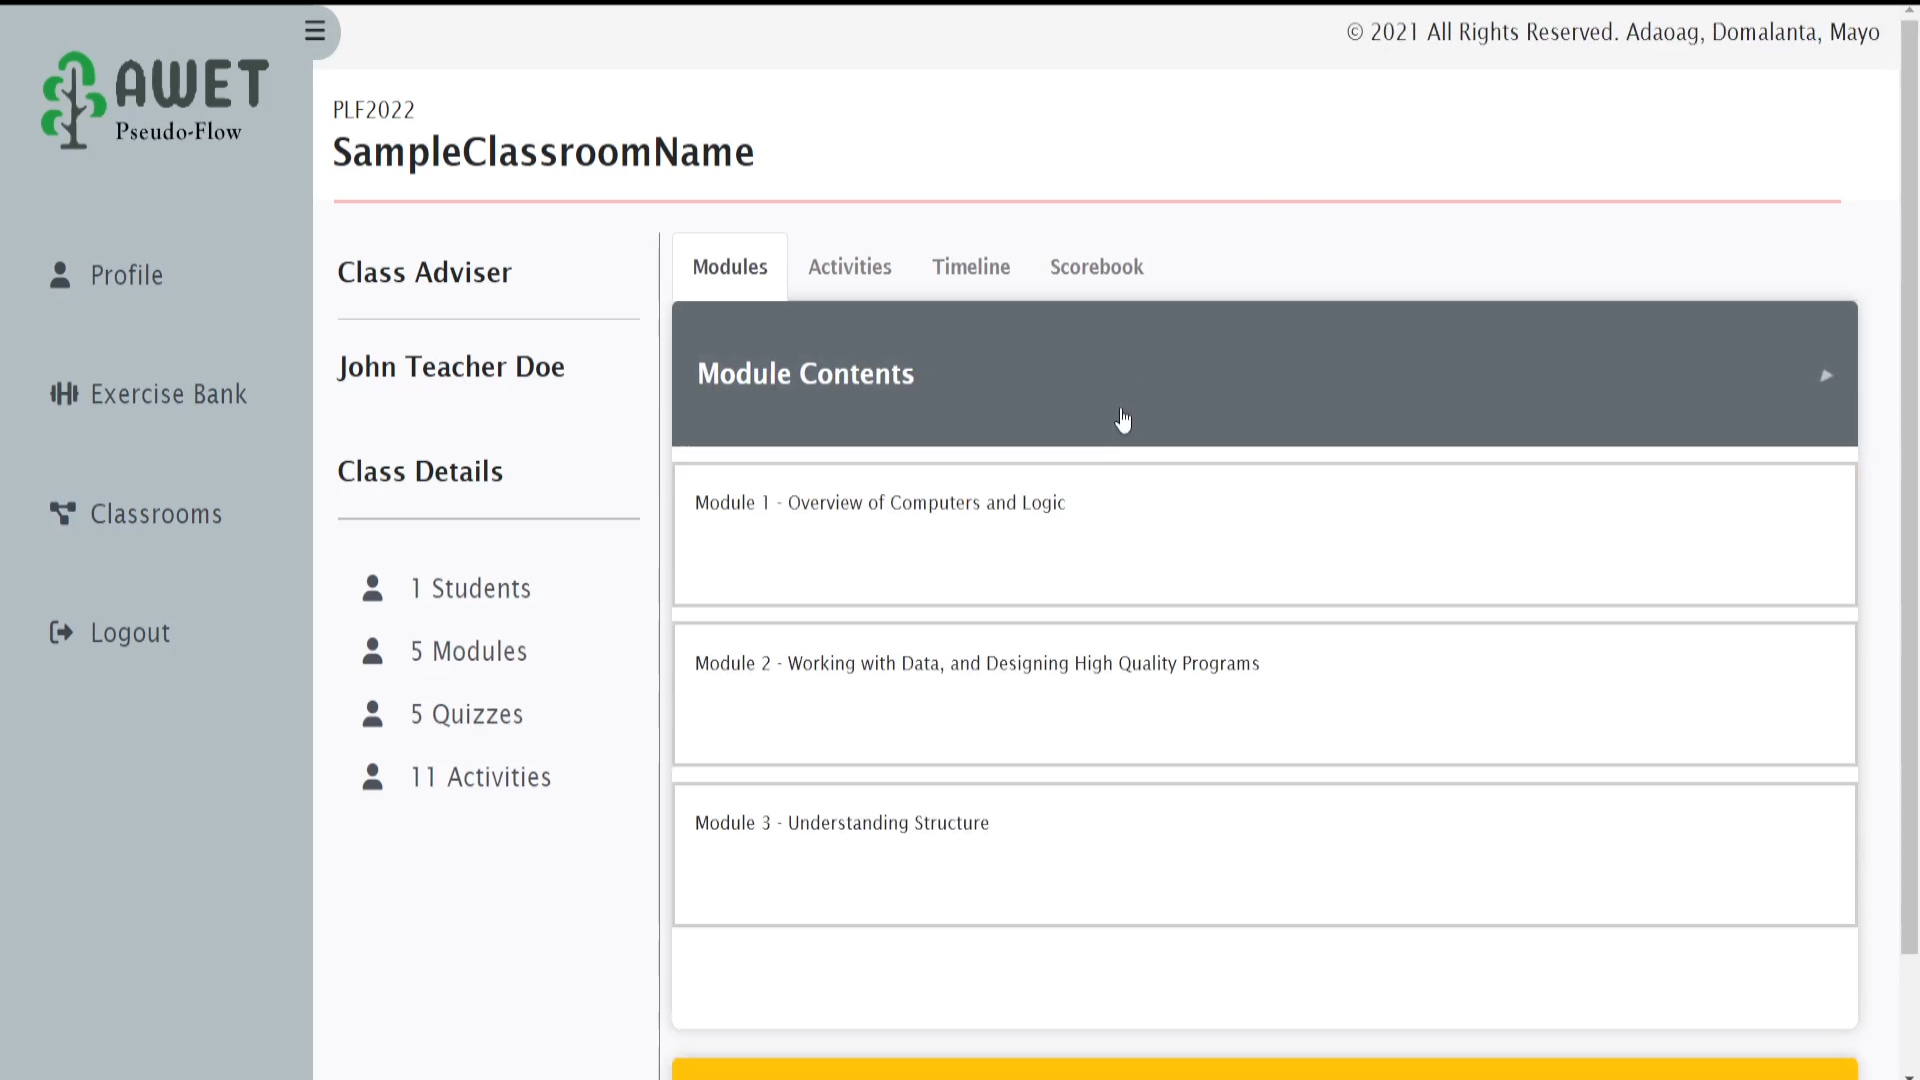 © 2021 All Rights Reserved. Adaoag, Domalanta, Mayo
AWET
Pseudo-Flow
Profile
Exercise Bank
Classrooms
Logout
PLF2022
SampleClassroomName
Class Adviser
John Teacher Doe
Class Details
1 Students
5 Modules
5 Quizzes
11 Activities
Modules Activities Timeline Scorebook
Module Contents
Module 1 - Overview of Computers and Logic
Module 2 - Working with Data, and Designing High Quality Programs
Module 3 - Understanding Structure